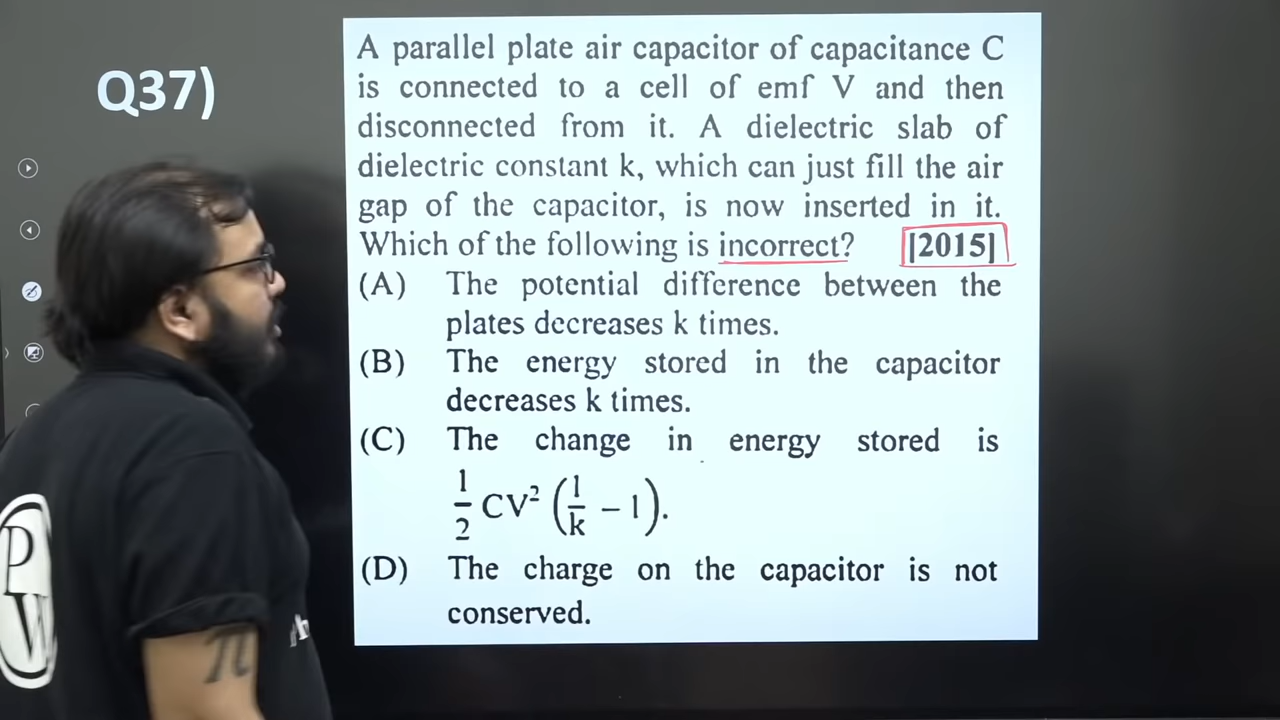 Q37)
A parallel plate air capacitor of capacitance C
is connected to a cell of emf V and then
disconnected from it. A dielectric slab of
dielectric constant k, which can just fill the air
gap of the capacitor, is now inserted in it.
Which of the following is incorrect? [2015]
(A) The potential difference between the
plates decreases k times.
(B) The energy stored in the capacitor
decreases k times.
(C) The change in energy stored is
1/2 CV² (1/k − 1).
(D) The charge on the capacitor is not
conserved.
P
W
π